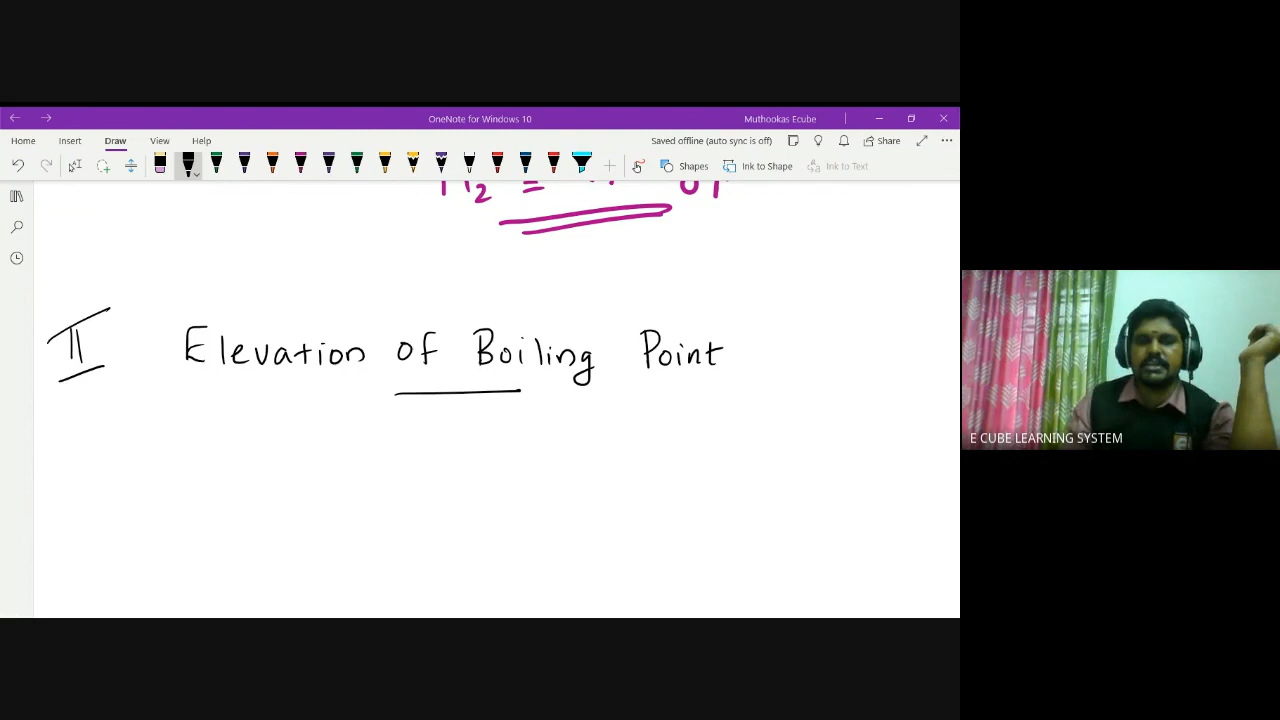 OneNote for Windows 10
Muthookas Ecube
Home Insert Draw View Help
Saved offline (auto sync is off)
Share
Shapes
Ink to Shape
Ink to Text
II Elevation of Boiling Point
E CUBE LEARNING SYSTEM